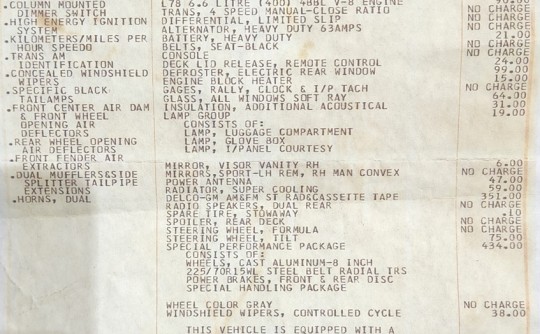 .COLUMN MOUNTED
DIMMER SWITCH
.HIGH ENERGY IGNITION
SYSTEM
.KILOMETERS/MILES PER
HOUR SPEEDO
.TRANS AM
IDENTIFICATION
.CONCEALED WINDSHIELD
WIPERS
.SPECIFIC BLACK
TAILAMPS
.FRONT CENTER AIR DAM
& FRONT WHEEL
OPENING AIR
DEFLECTORS
.REAR WHEEL OPENING
AIR DEFLECTORS
.FRONT FENDER AIR
EXTRACTORS
.DUAL MUFFLERS&SIDE
SPLITTER TAILPIPE
EXTENSIONS
.HORNS, DUAL
L78 6.6 LITRE (400) 4BBL V-8 ENGINE
TRANS, 4 SPEED MANUAL-CLOSE RATIO NO CHARGE
DIFFERENTIAL, LIMITED SLIP NO CHARGE
ALTERNATOR, HEAVY DUTY 63AMPS NO CHARGE
BATTERY, HEAVY DUTY 21.00
BELTS, SEAT-BLACK NO CHARGE
CONSOLE NO CHARGE
DECK LID RELEASE, REMOTE CONTROL 24.00
DEFROSTER, ELECTRIC REAR WINDOW 99.00
ENGINE BLOCK HEATER 15.00
GAGES, RALLY, CLOCK & I/P TACH NO CHARGE
GLASS, ALL WINDOWS SOFT RAY 64.00
INSULATION, ADDITIONAL ACOUSTICAL 31.00
LAMP GROUP 19.00
CONSISTS OF:
LAMP, LUGGAGE COMPARTMENT
LAMP, GLOVE BOX
LAMP, I/PANEL COURTESY
MIRROR, VISOR VANITY RH 6.00
MIRRORS,SPORT-LH REM, RH MAN CONVEX NO CHARGE
POWER ANTENNA 47.00
RADIATOR, SUPER COOLING 59.00
DELCO-GM AM&FM ST RAD&CASSETTE TAPE 351.00
RADIO SPEAKERS, DUAL REAR NO CHARGE
SPARE TIRE, STOWAWAY .10
SPOILER, REAR DECK NO CHARGE
STEERING WHEEL, FORMULA NO CHARGE
STEERING WHEEL, TILT 75.00
SPECIAL PERFORMANCE PACKAGE 434.00
CONSISTS OF:
WHEELS, CAST ALUMINUM-8 INCH
225/70R15WL STEEL BELT RADIAL TRS
POWER BRAKES, FRONT & REAR DISC
SPECIAL HANDLING PACKAGE
WHEEL COLOR GRAY NO CHARGE
WINDSHIELD WIPERS, CONTROLLED CYCLE 38.00
THIS VEHICLE IS EQUIPPED WITH A